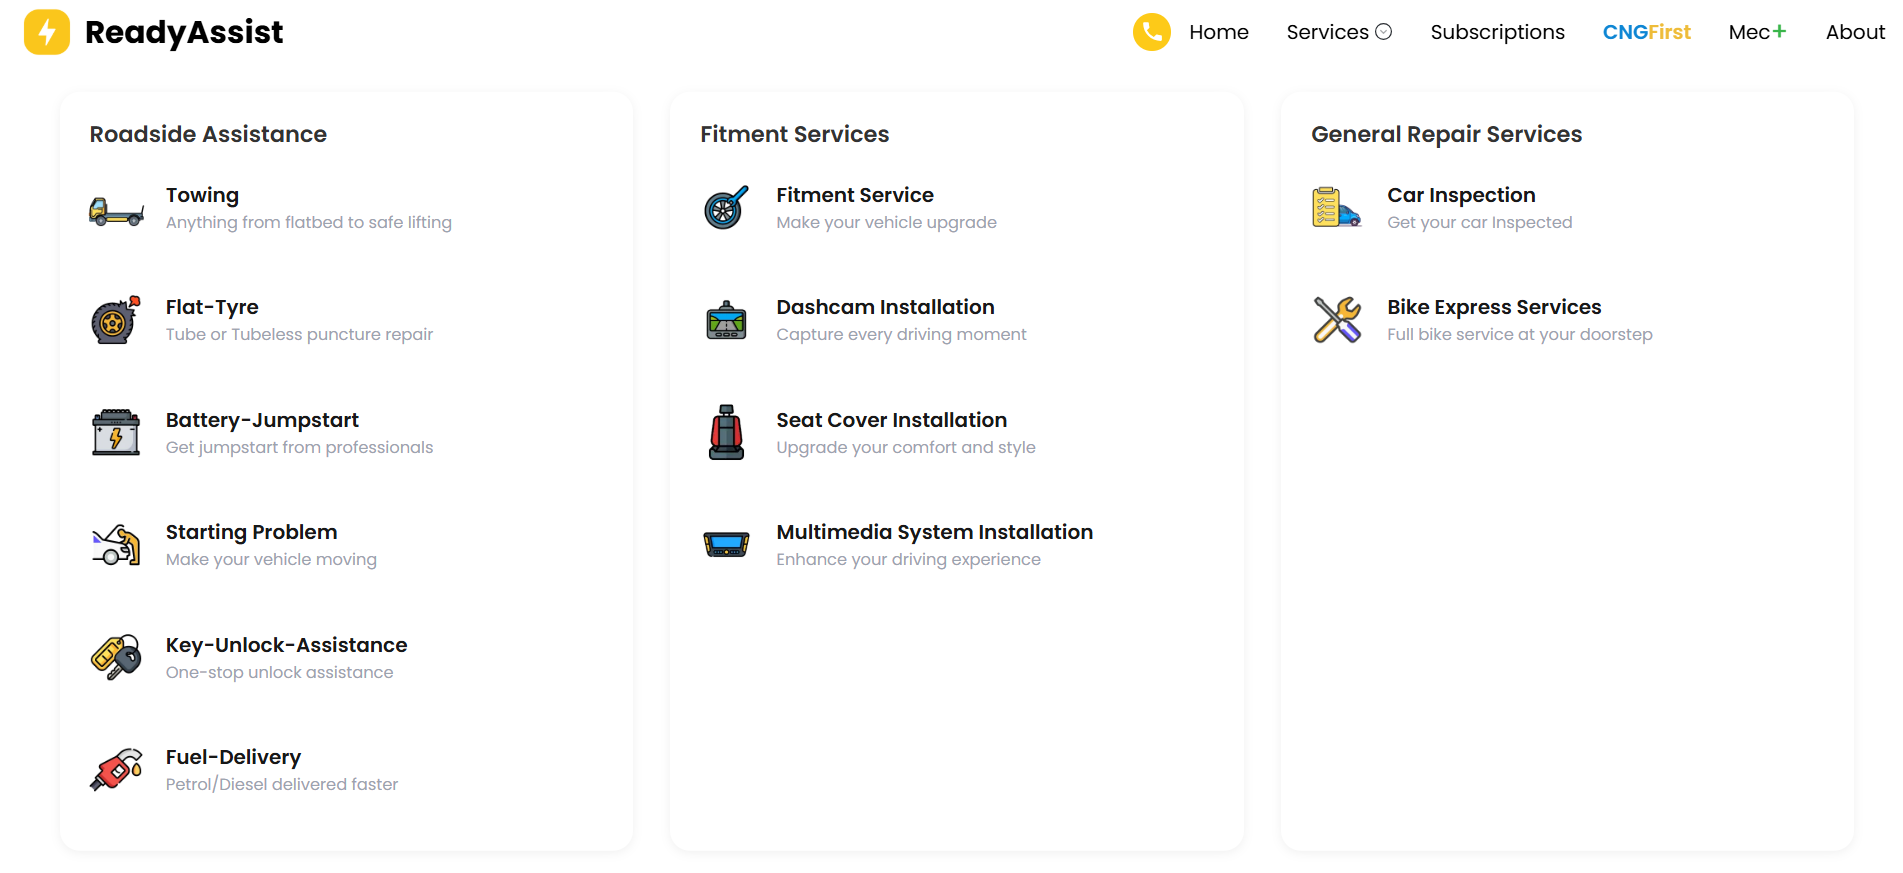 ReadyAssist
Home
Services
Subscriptions
CNGFirst
Mec+
About
Roadside Assistance
Towing
Anything from flatbed to safe lifting
Flat-Tyre
Tube or Tubeless puncture repair
Battery-Jumpstart
Get jumpstart from professionals
Starting Problem
Make your vehicle moving
Key-Unlock-Assistance
One-stop unlock assistance
Fuel-Delivery
Petrol/Diesel delivered faster
Fitment Services
Fitment Service
Make your vehicle upgrade
Dashcam Installation
Capture every driving moment
Seat Cover Installation
Upgrade your comfort and style
Multimedia System Installation
Enhance your driving experience
General Repair Services
Car Inspection
Get your car Inspected
Bike Express Services
Full bike service at your doorstep